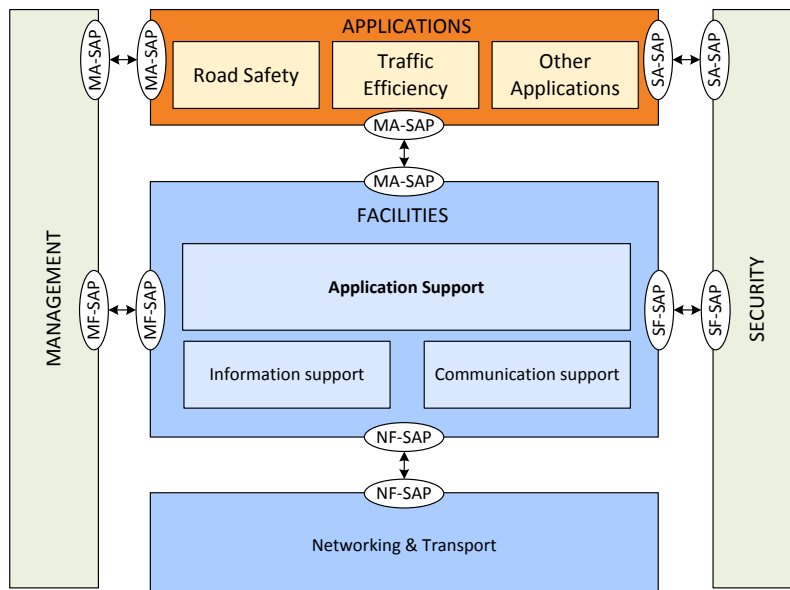 APPLICATIONS
MA-SAP
MA-SAP
Road Safety
Traffic
Efficiency
Other
Applications
SA-SAP
SA-SAP
MA-SAP
MA-SAP
FACILITIES
MANAGEMENT
Application Support
SECURITY
MF-SAP
MF-SAP
SF-SAP
SF-SAP
Information support
Communication support
NF-SAP
NF-SAP
Networking & Transport